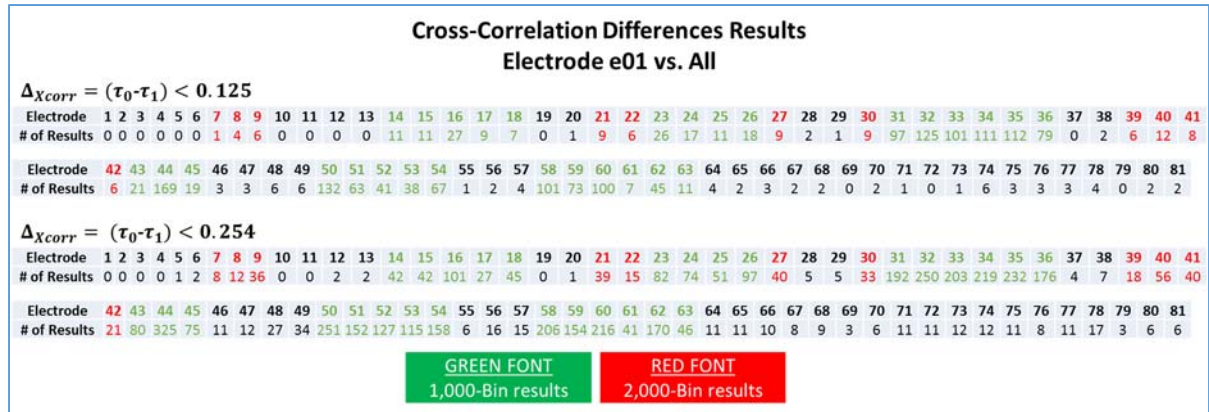 Cross-Correlation Differences Results
Electrode e01 vs. All
Δ_Xcorr = (τ₀-τ₁) < 0.125
Electrode 1 2 3 4 5 6 7 8 9 10 11 12 13 14 15 16 17 18 19 20 21 22 23 24 25 26 27 28 29 30 31 32 33 34 35 36 37 38 39 40 41
# of Results 0 0 0 0 0 0 1 4 6 0 0 0 0 11 11 27 9 7 0 1 9 6 26 17 11 18 9 2 1 9 97 125 101 111 112 79 0 2 6 12 8
Electrode 42 43 44 45 46 47 48 49 50 51 52 53 54 55 56 57 58 59 60 61 62 63 64 65 66 67 68 69 70 71 72 73 74 75 76 77 78 79 80 81
# of Results 6 21 169 19 3 3 6 6 132 63 41 38 67 1 2 4 101 73 100 7 45 11 4 2 3 2 2 0 2 1 0 1 6 3 3 3 4 0 2 2
Δ_Xcorr = (τ₀-τ₁) < 0.254
Electrode 1 2 3 4 5 6 7 8 9 10 11 12 13 14 15 16 17 18 19 20 21 22 23 24 25 26 27 28 29 30 31 32 33 34 35 36 37 38 39 40 41
# of Results 0 0 0 0 1 2 8 12 36 0 0 2 2 42 42 101 27 45 0 1 39 15 82 74 51 97 40 5 5 33 192 250 203 219 232 176 4 7 18 56 40
Electrode 42 43 44 45 46 47 48 49 50 51 52 53 54 55 56 57 58 59 60 61 62 63 64 65 66 67 68 69 70 71 72 73 74 75 76 77 78 79 80 81
# of Results 21 80 325 75 11 12 27 34 251 152 127 115 158 6 16 15 206 154 216 41 170 46 11 11 10 8 9 3 6 11 11 12 12 11 8 11 17 3 6 6
GREEN FONT
1,000-Bin results
RED FONT
2,000-Bin results